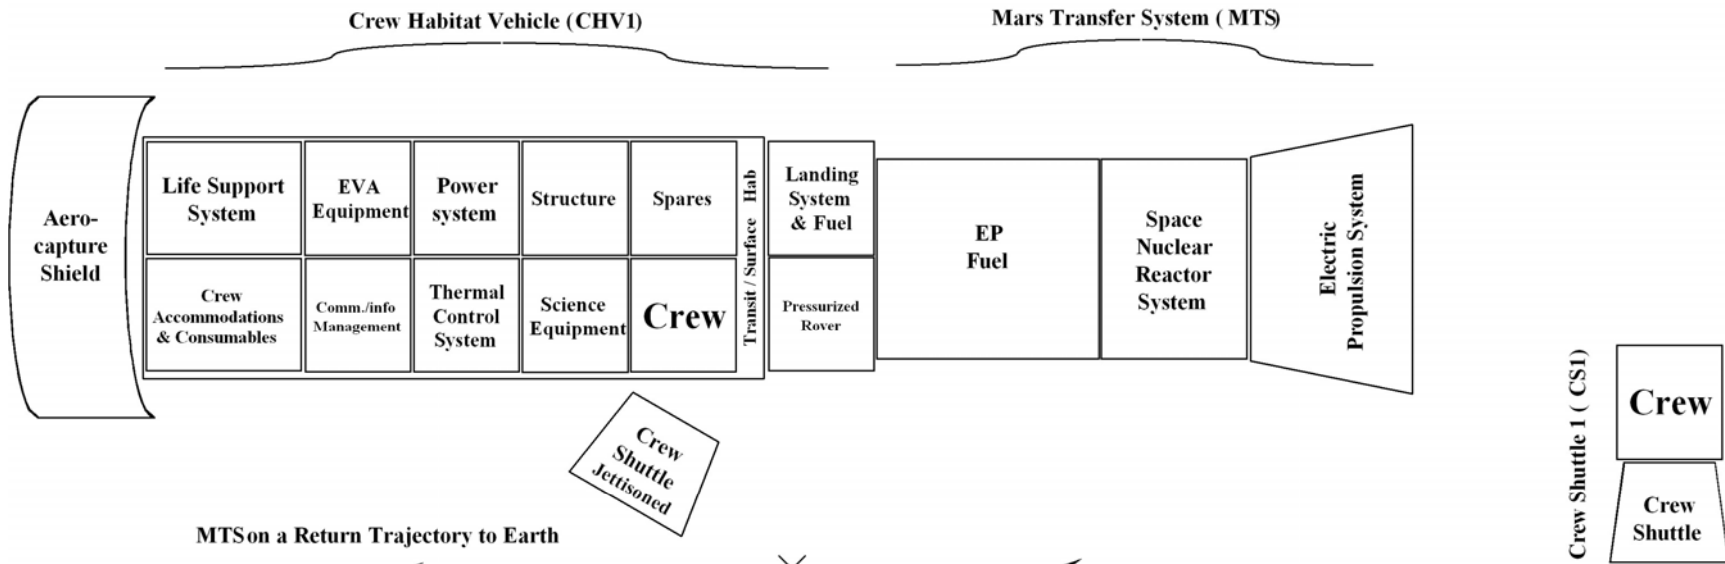 Crew Habitat Vehicle (CHV1)
Mars Transfer System ( MTS)
Aero-
capture
Shield
Life Support
System
EVA
Equipment
Power
system
Structure
Spares
Crew
Accommodations
& Consumables
Comm./info
Management
Thermal
Control
System
Science
Equipment
Crew
Transit / Surface Hab
Landing
System
& Fuel
Pressurized
Rover
EP
Fuel
Space
Nuclear
Reactor
System
Electric
Propulsion System
Crew
Shuttle
Jettisoned
MTS on a Return Trajectory to Earth
Crew Shuttle 1 ( CS1)
Crew
Crew
Shuttle